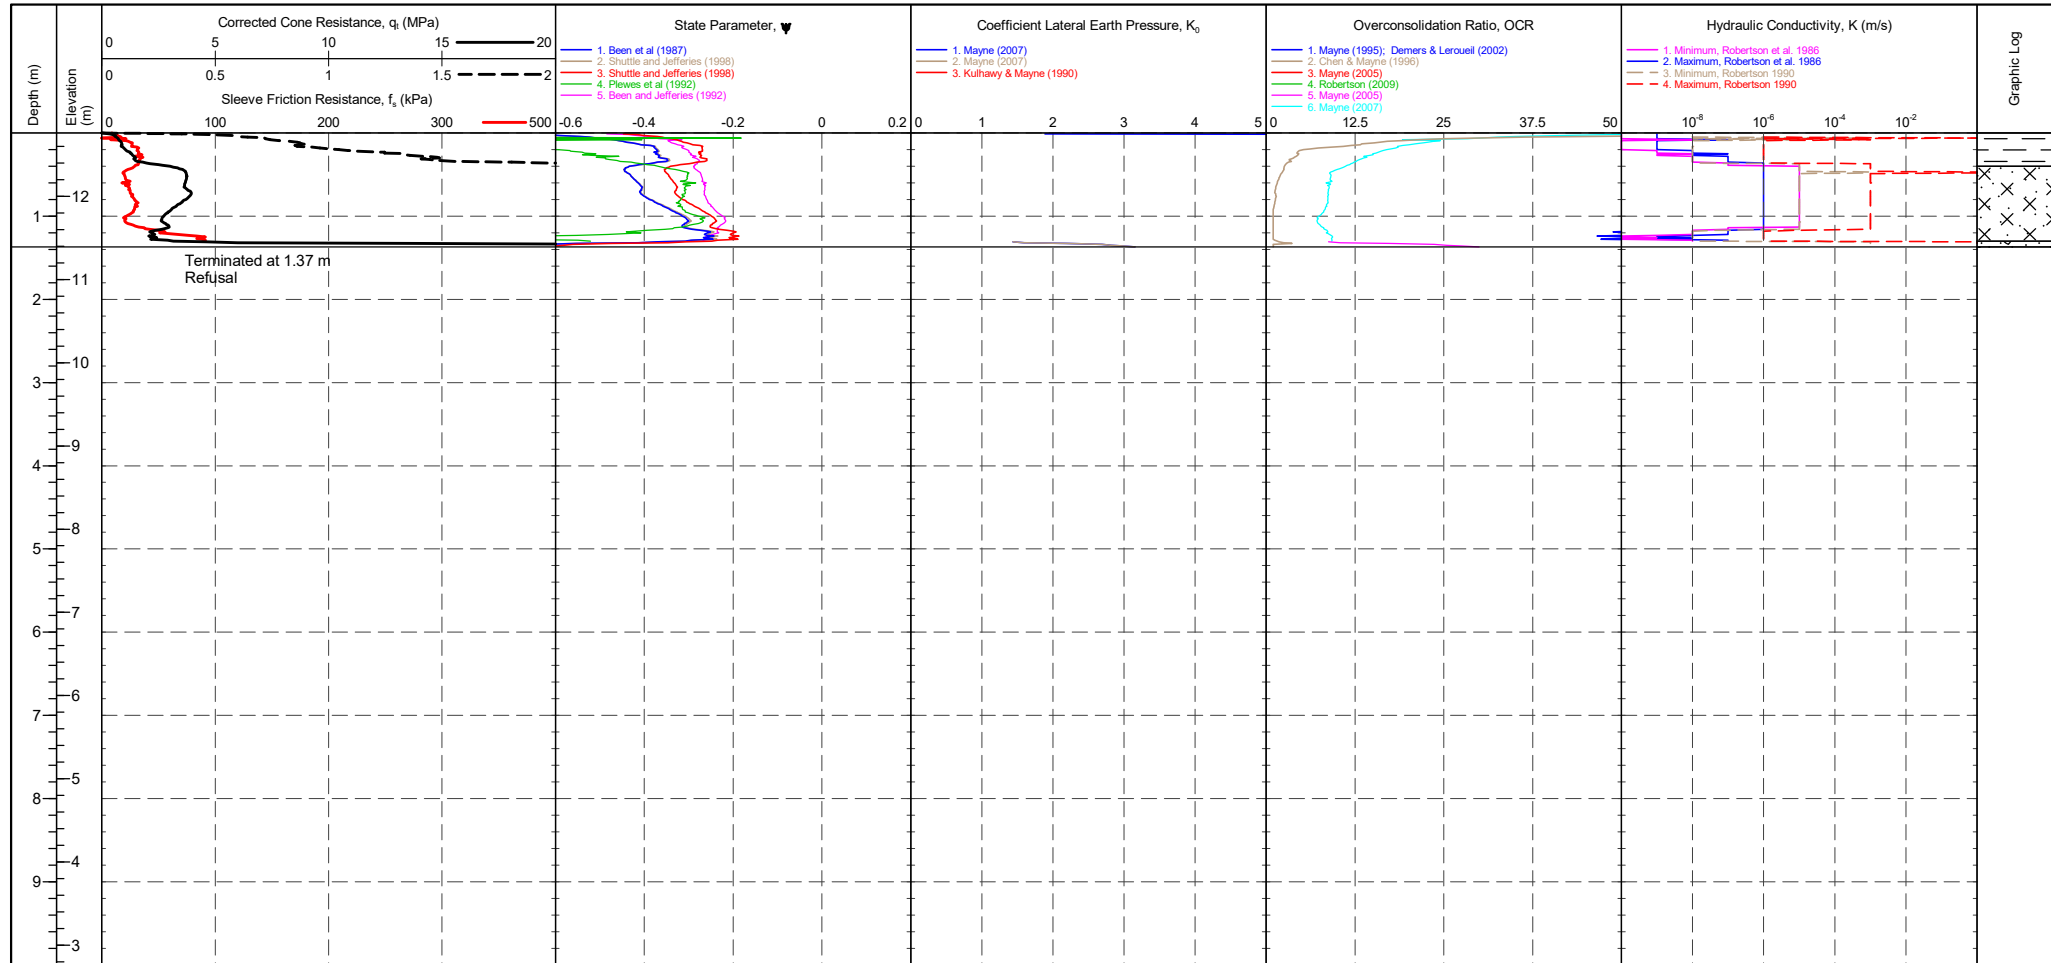 Depth (m)
Elevation (m)
Corrected Cone Resistance, qt (MPa)
0 5 10 15 20
0 0.5 1 1.5 2
Sleeve Friction Resistance, fs (kPa)
0 100 200 300 400 500
State Parameter, ψ
1. Been et al (1987)
2. Shuttle and Jefferies (1998)
3. Shuttle and Jefferies (1998)
4. Plewes et al (1992)
5. Been and Jefferies (1992)
-0.6 -0.4 -0.2 0 0.2
Coefficient Lateral Earth Pressure, K0
1. Mayne (2007)
2. Mayne (2007)
3. Kulhawy & Mayne (1990)
0 1 2 3 4 5
Overconsolidation Ratio, OCR
1. Mayne (1995); Demers & Leroueil (2002)
2. Chen & Mayne (1996)
3. Mayne (2005)
4. Robertson (2009)
5. Mayne (2005)
6. Mayne (2007)
0 12.5 25 37.5 50
Hydraulic Conductivity, K (m/s)
1. Minimum, Robertson et al. 1986
2. Maximum, Robertson et al. 1986
3. Minimum, Robertson 1990
4. Maximum, Robertson 1990
10-8 10-6 10-4 10-2
Graphic Log
12
1
Terminated at 1.37 m
Refusal
11
2
10
3
9
4
8
5
7
6
6
7
5
8
4
9
3